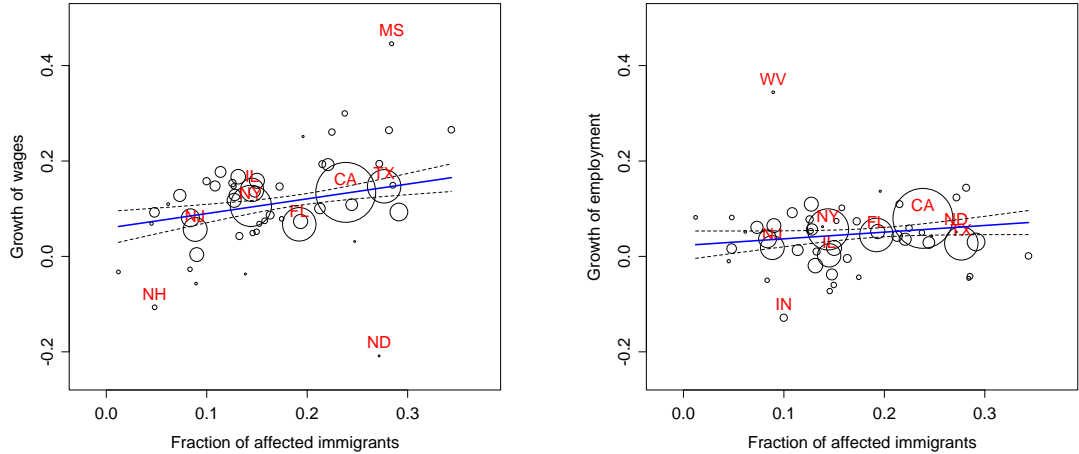 MS
IL
TX
CA
NY
NJ
FL
NH
ND
-0.2
0.0
0.2
0.4
0.0
0.1
0.2
0.3
Growth of wages
Fraction of affected immigrants
WV
CA
NY
FL
ND
NJ
IL
TX
IN
-0.2
0.0
0.2
0.4
0.0
0.1
0.2
0.3
Growth of employment
Fraction of affected immigrants